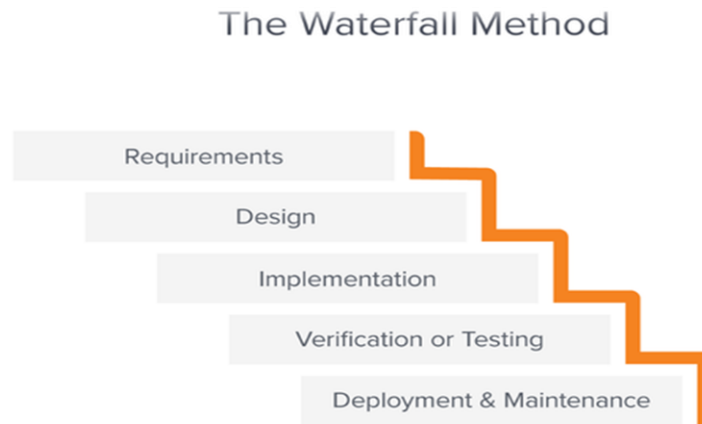 The Waterfall Method
Requirements
Design
Implementation
Verification or Testing
Deployment & Maintenance